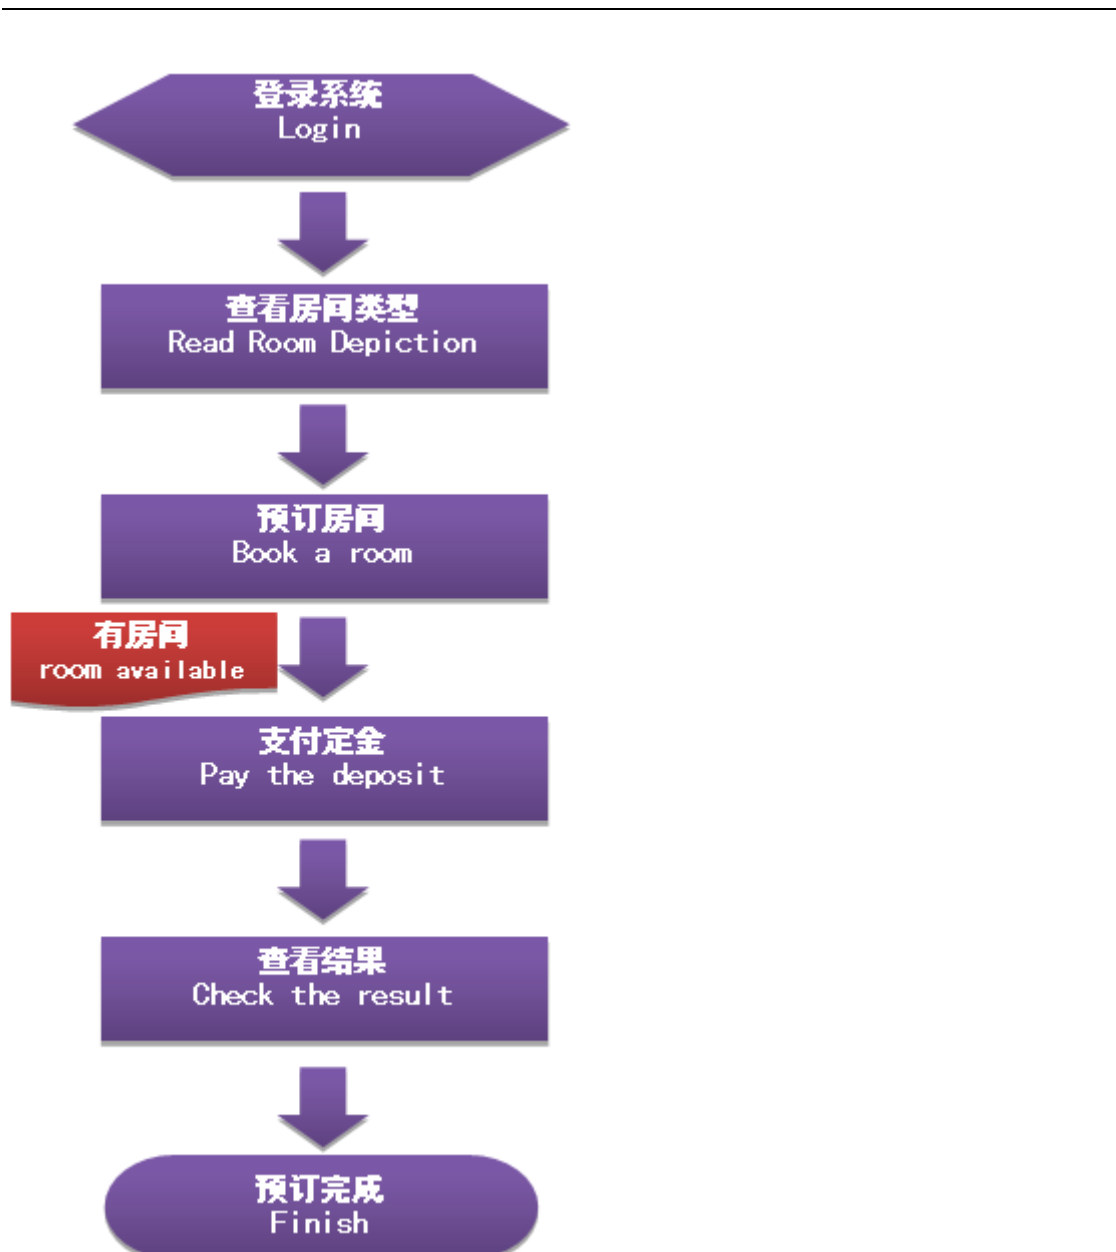 登录系统
Login
查看房间类型
Read Room Depiction
预订房间
Book a room
有房间
room available
支付定金
Pay the deposit
查看结果
Check the result
预订完成
Finish